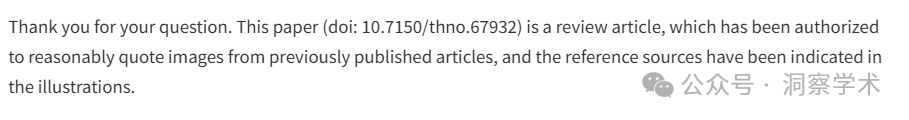 Thank you for your question. This paper (doi: 10.7150/thno.67932) is a review article, which has been authorized
to reasonably quote images from previously published articles, and the reference sources have been indicated in
the illustrations.
公众号 · 洞察学术